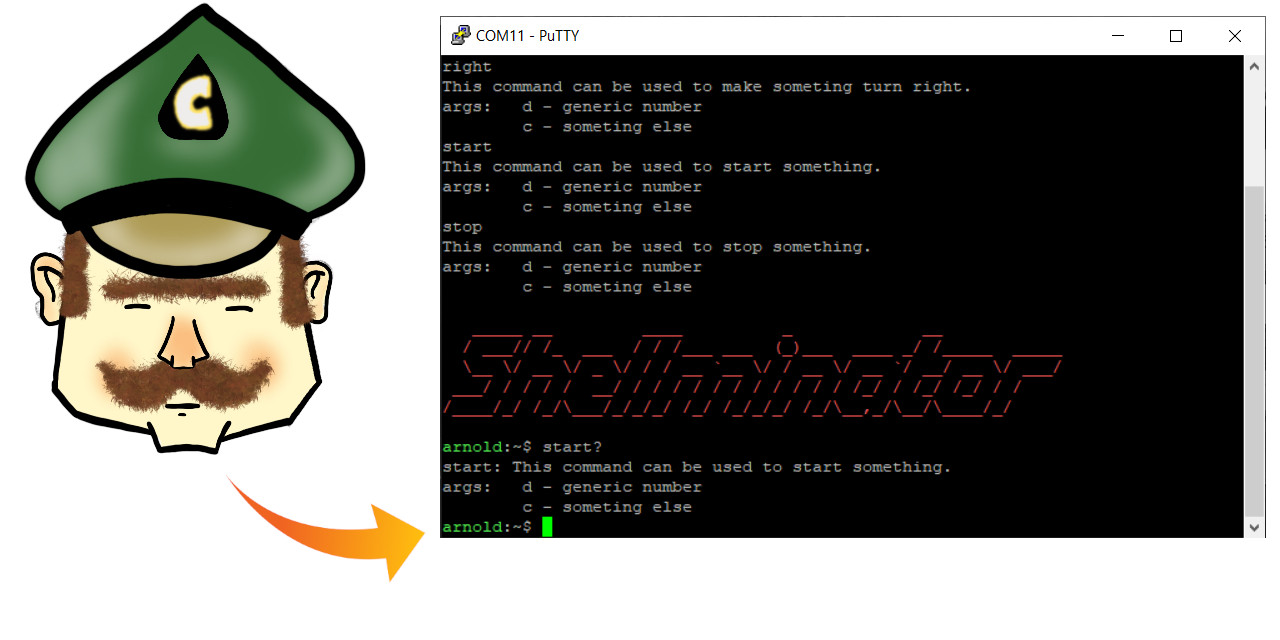 C
COM11 - PuTTY
right
This command can be used to make someting turn right.
args:   d - generic number
        c - someting else
start
This command can be used to start something.
args:   d - generic number
        c - someting else
stop
This command can be used to stop something.
args:   d - generic number
        c - someting else
Shellminator
arnold:~$ start?
start: This command can be used to start something.
args:   d - generic number
        c - someting else
arnold:~$